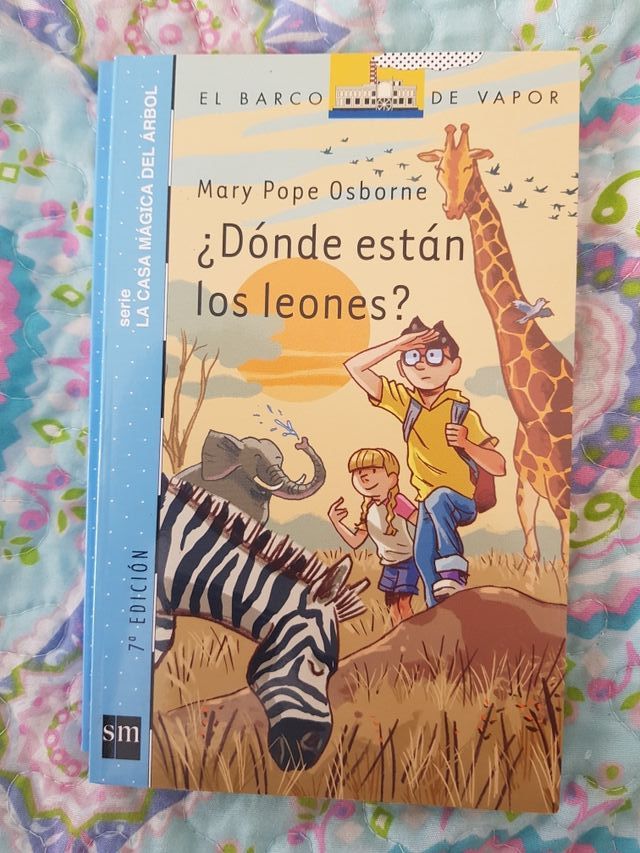 EL BARCO DE VAPOR
Mary Pope Osborne
¿Dónde están
los leones?
serie
LA CASA MÁGICA DEL ÁRBOL
7ª EDICIÓN
sm